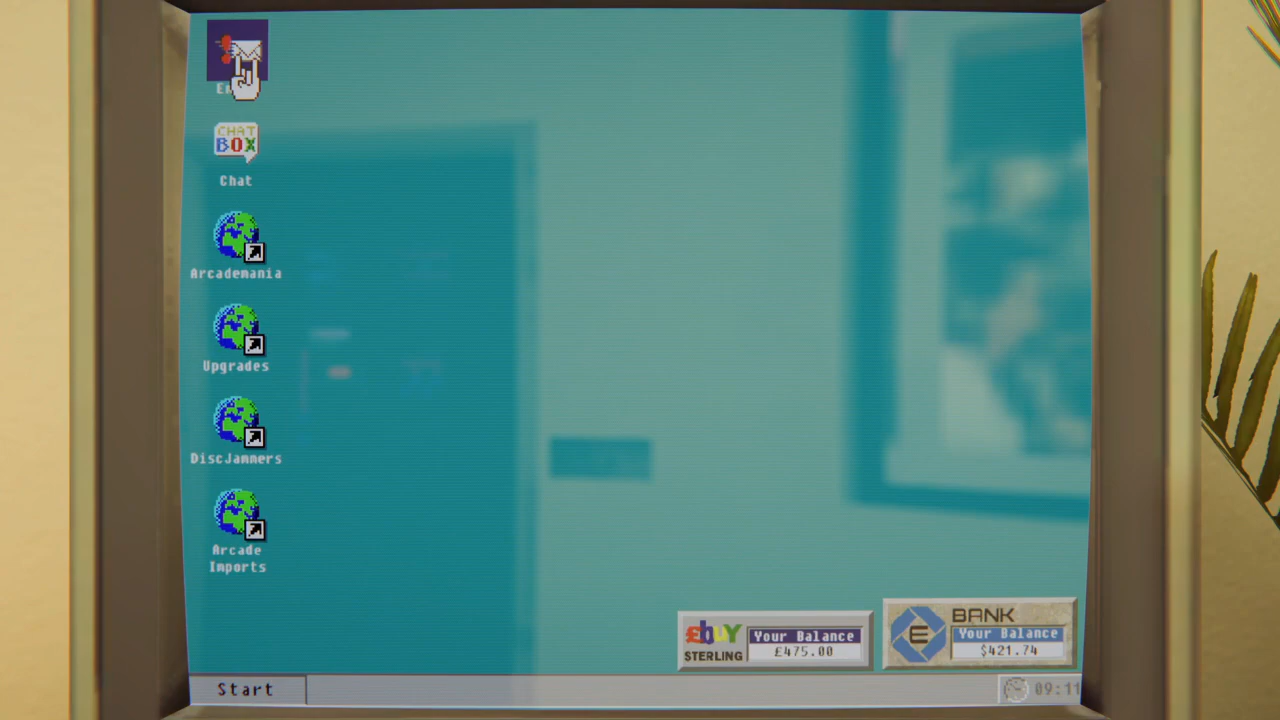 CHAT
BOX
Chat
Arcademania
Upgrades
DiscJammers
Arcade
Imports
£buy
STERLING
Your Balance
£475.00
E
BANK
Your Balance
$421.74
Start
09:11